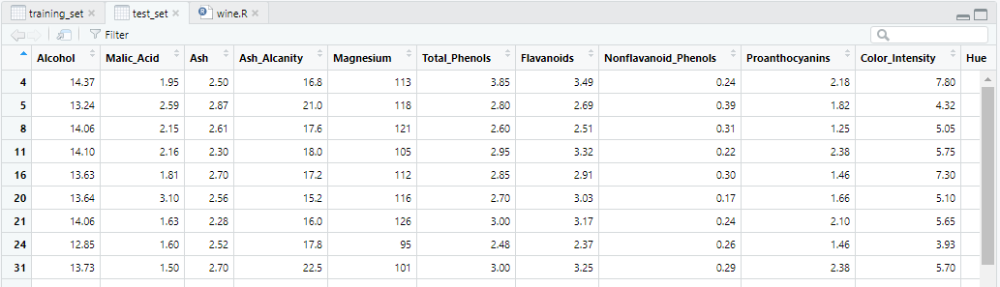 training_set test_set wine.R
Filter
Alcohol Malic_Acid Ash Ash_Alcanity Magnesium Total_Phenols Flavanoids Nonflavanoid_Phenols Proanthocyanins Color_Intensity Hue
4 14.37 1.95 2.50 16.8 113 3.85 3.49 0.24 2.18 7.80
5 13.24 2.59 2.87 21.0 118 2.80 2.69 0.39 1.82 4.32
8 14.06 2.15 2.61 17.6 121 2.60 2.51 0.31 1.25 5.05
11 14.10 2.16 2.30 18.0 105 2.95 3.32 0.22 2.38 5.75
16 13.63 1.81 2.70 17.2 112 2.85 2.91 0.30 1.46 7.30
20 13.64 3.10 2.56 15.2 116 2.70 3.03 0.17 1.66 5.10
21 14.06 1.63 2.28 16.0 126 3.00 3.17 0.24 2.10 5.65
24 12.85 1.60 2.52 17.8 95 2.48 2.37 0.26 1.46 3.93
31 13.73 1.50 2.70 22.5 101 3.00 3.25 0.29 2.38 5.70